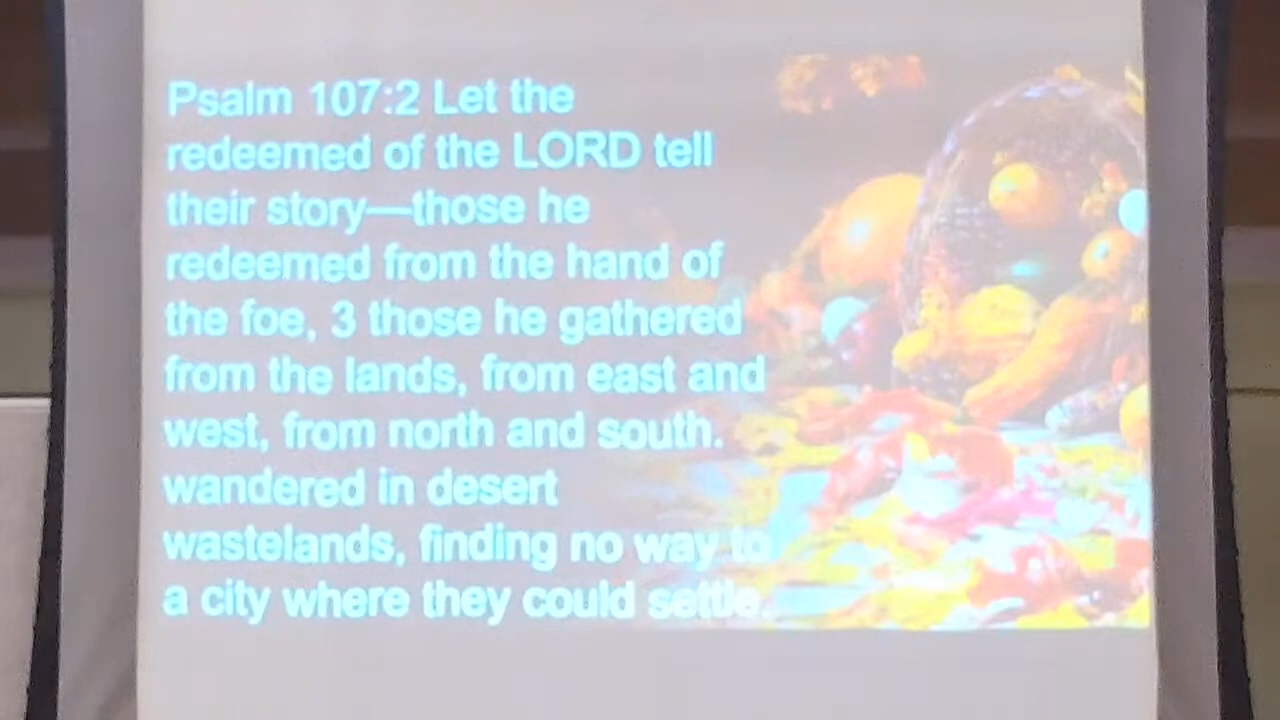 Psalm 107:2 Let the
redeemed of the LORD tell
their story—those he
redeemed from the hand of
the foe, 3 those he gathered
from the lands, from east and
west, from north and south.
wandered in desert
wastelands, finding no way to
a city where they could settle.